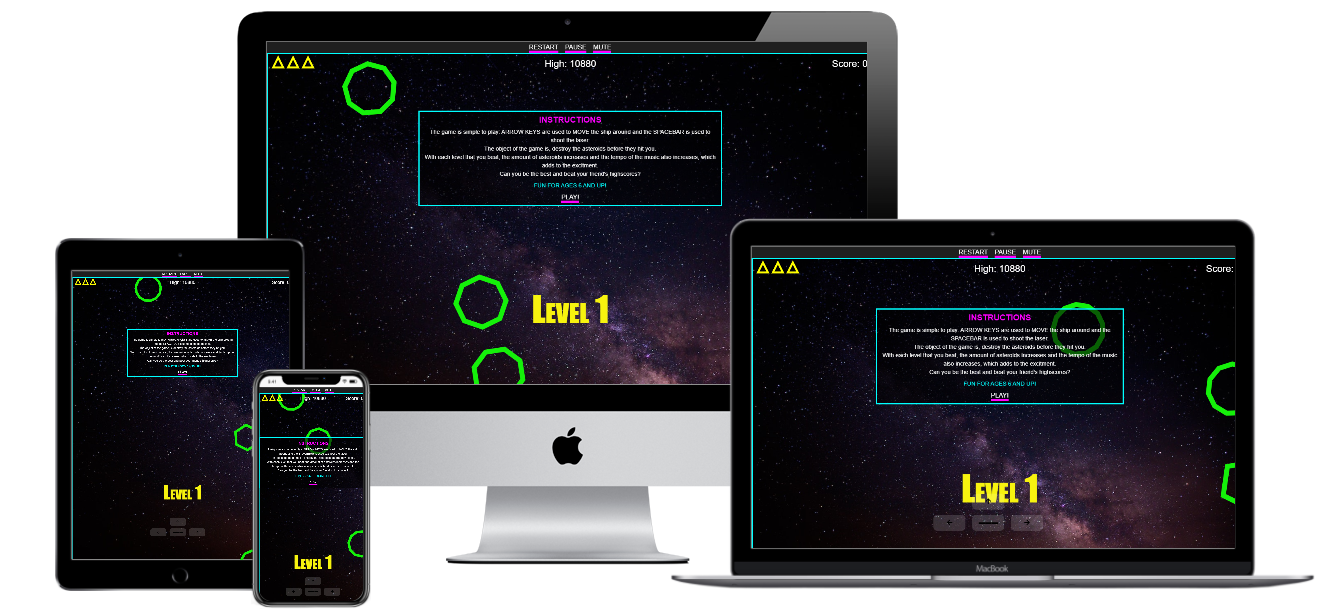 RESTART PAUSE MUTE
High: 10880
Score: 0
INSTRUCTIONS
The game is simple to play. ARROW KEYS are used to MOVE the ship around and the SPACEBAR is used to
shoot the laser.
The object of the game is, destroy the asteroids before they hit you.
With each level that you beat, the amount of asteroids increases and the tempo of the music also increases, which
adds to the excitment.
Can you be the best and beat your friend's highscores?
FUN FOR AGES 6 AND UP!
PLAY!
LEVEL 1
RESTART PAUSE MUTE
High: 10880
Score:
INSTRUCTIONS
The game is simple to play. ARROW KEYS are used to MOVE the ship around and the
SPACEBAR is used to shoot the laser.
The object of the game is, destroy the asteroids before they hit you.
With each level that you beat, the amount of asteroids increases and the tempo of the music
also increases, which adds to the excitment.
Can you be the best and beat your friend's highscores?
FUN FOR AGES 6 AND UP!
PLAY!
LEVEL 1
MacBook
High: 10880
Score:
INSTRUCTIONS
LEVEL 1
High: 10880
Score:
INSTRUCTIONS
LEVEL 1